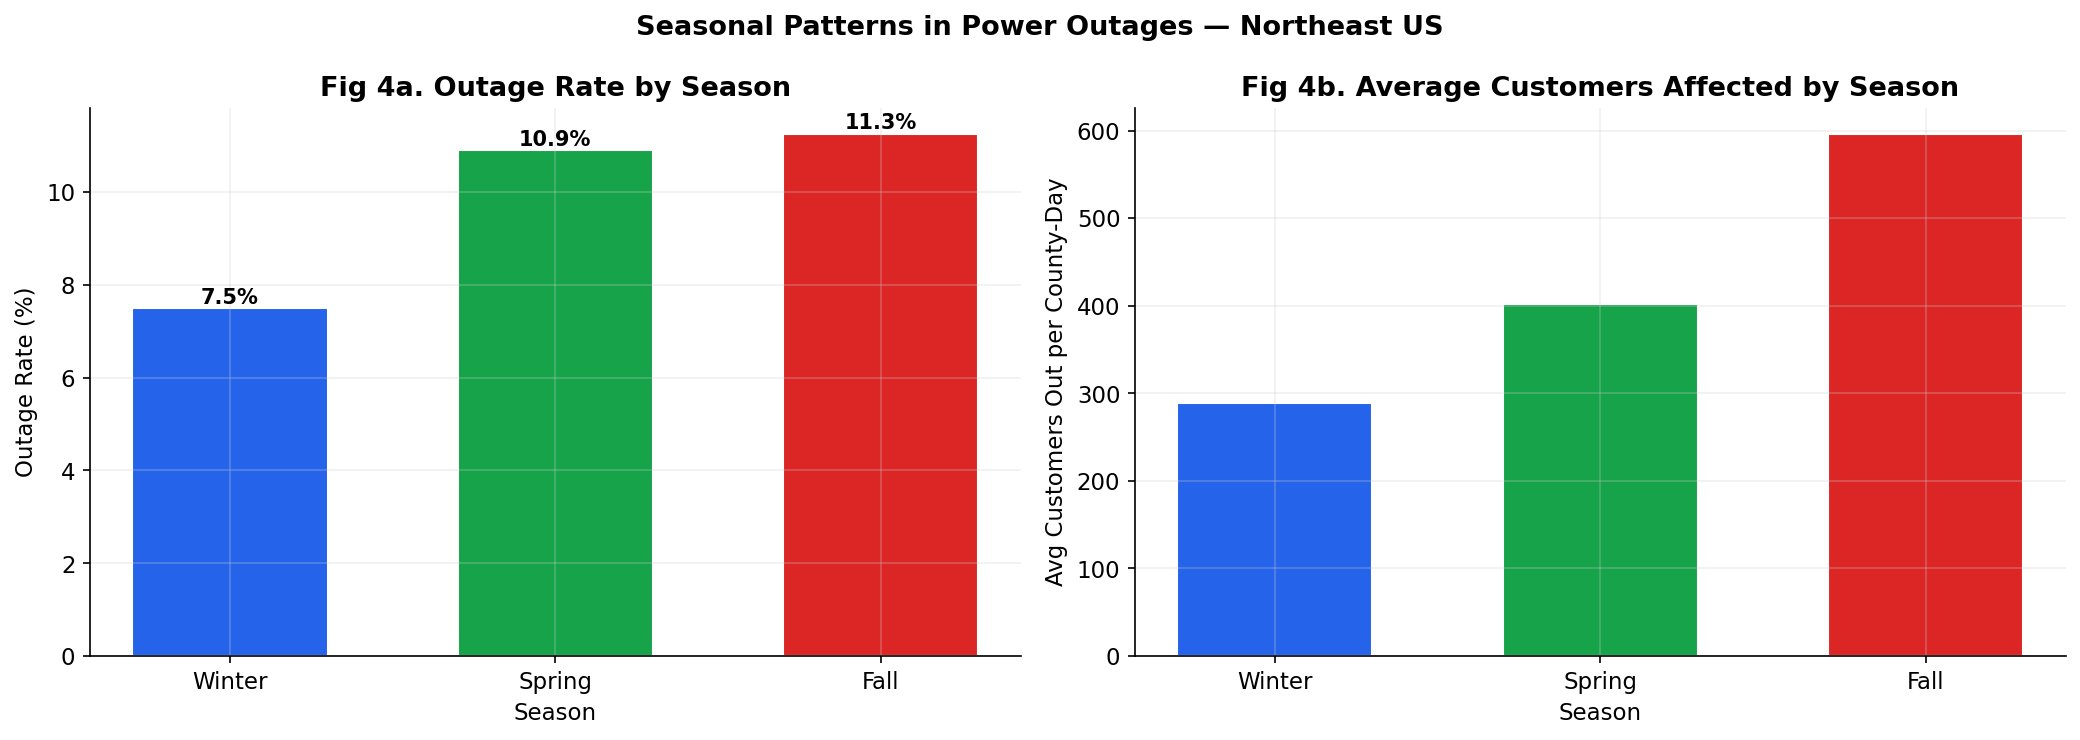 Seasonal Patterns in Power Outages — Northeast US
Fig 4a. Outage Rate by Season
11.3%
10.9%
10
8
7.5%
6
4
2
0
Outage Rate (%)
Winter
Spring
Fall
Season
Fig 4b. Average Customers Affected by Season
600
500
400
300
200
100
0
Avg Customers Out per County-Day
Winter
Spring
Fall
Season